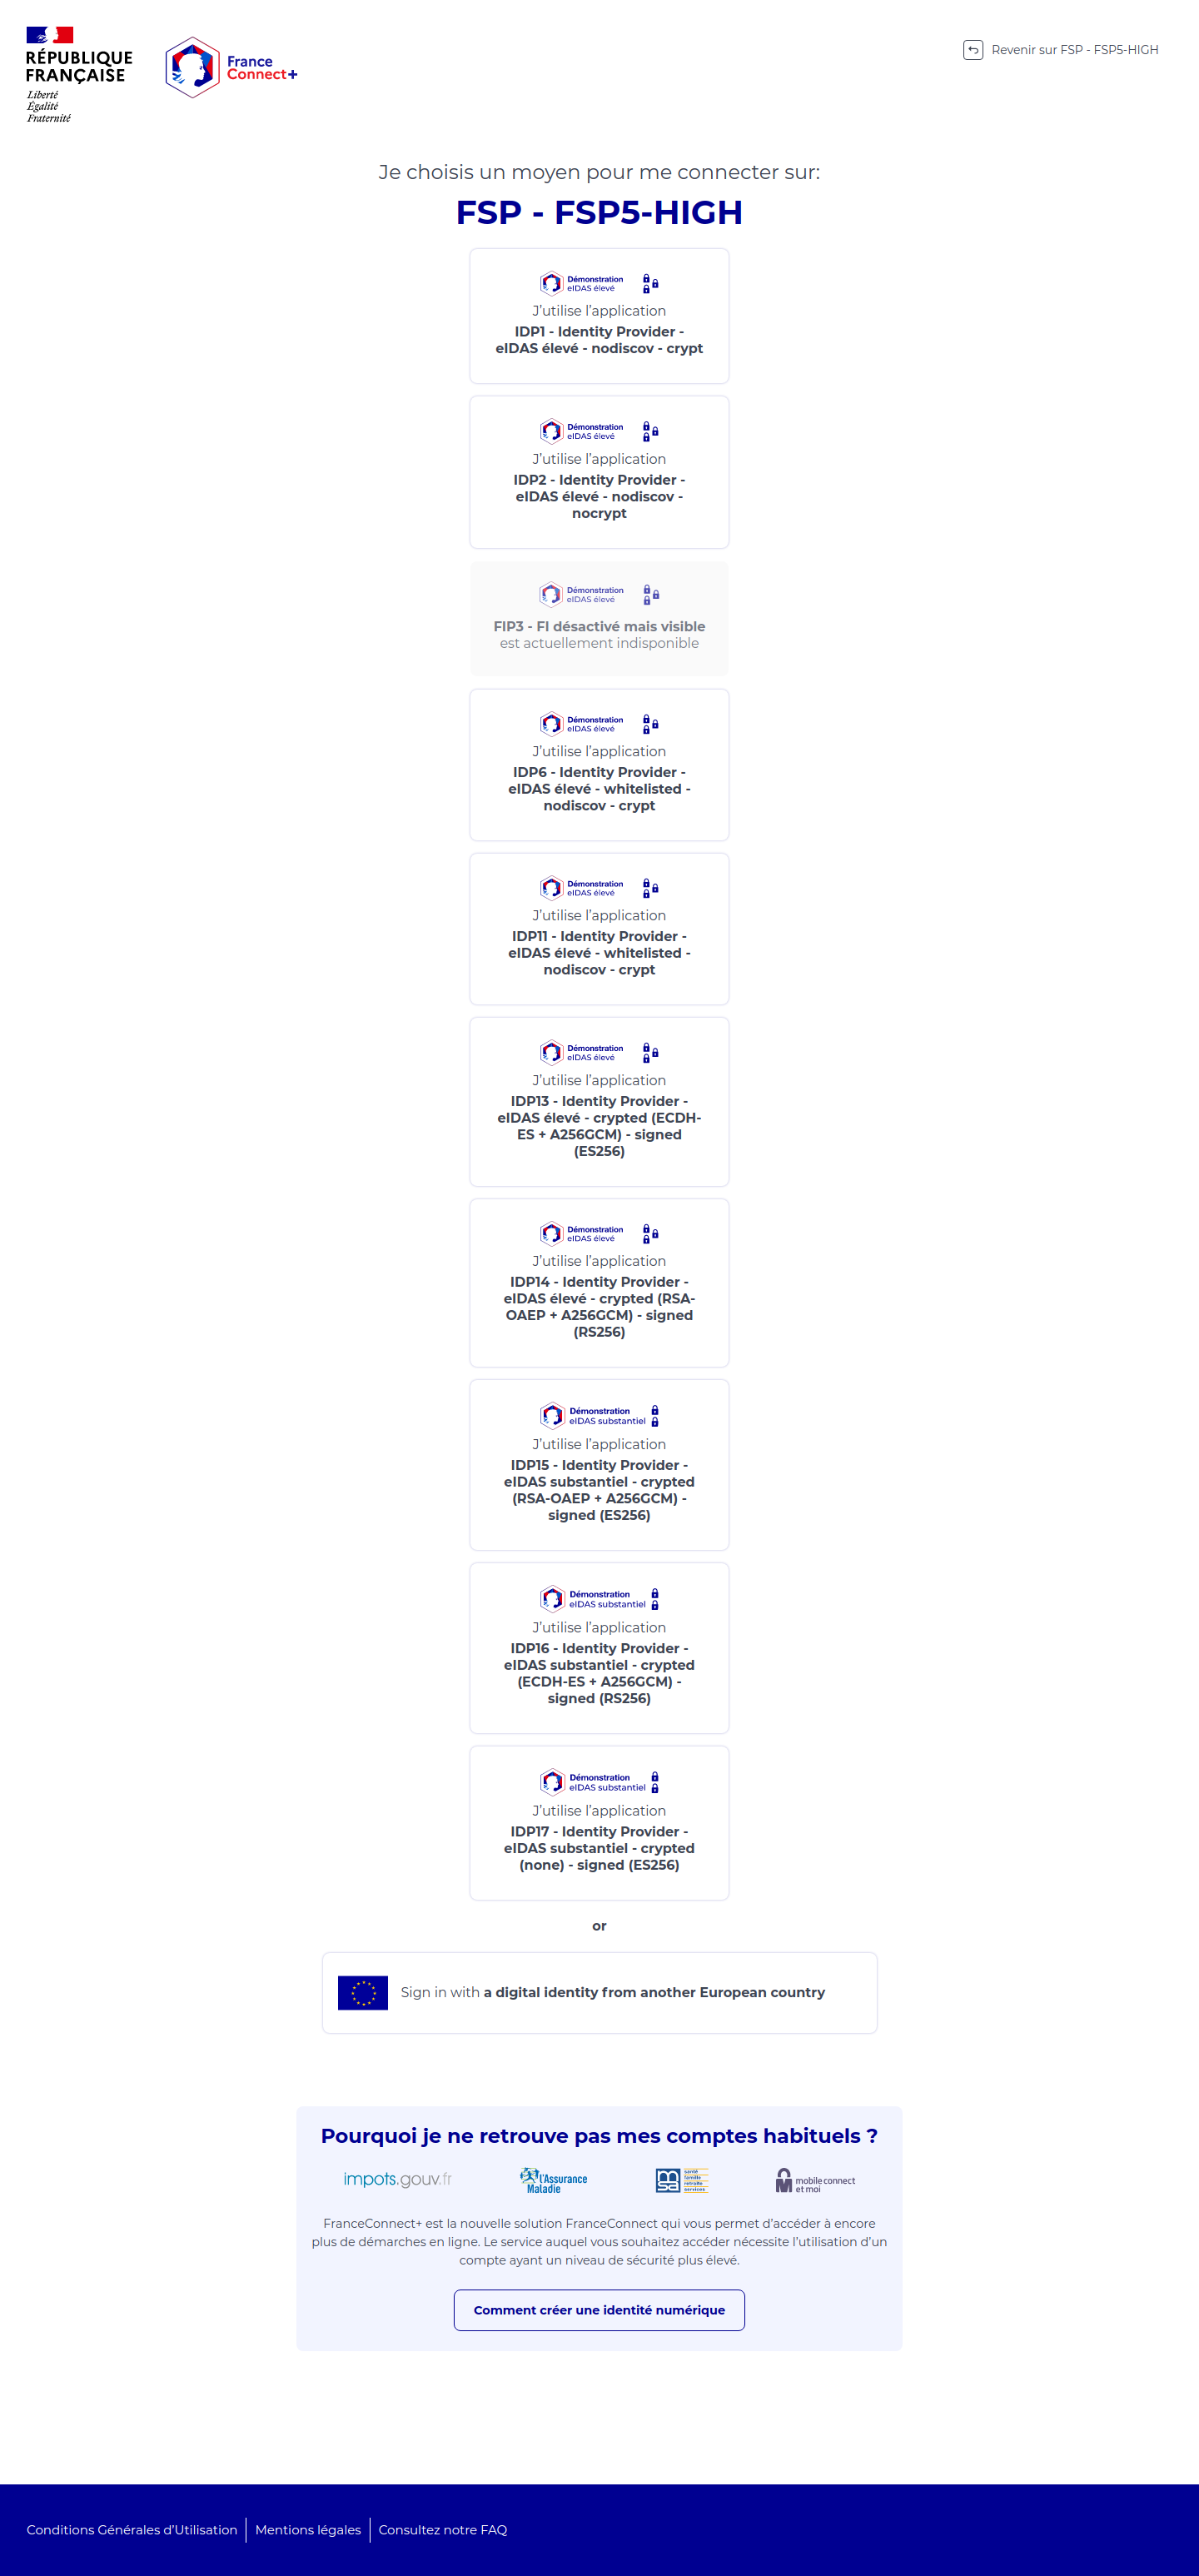 RÉPUBLIQUE
FRANÇAISE
Liberté
Égalité
Fraternité
France
Connect+
Revenir sur FSP - FSP5-HIGH
Je choisis un moyen pour me connecter sur:
FSP - FSP5-HIGH
Démonstration
eIDAS élevé
J’utilise l’application
IDP1 - Identity Provider -
eIDAS élevé - nodiscov - crypt
Démonstration
eIDAS élevé
J’utilise l’application
IDP2 - Identity Provider -
eIDAS élevé - nodiscov -
nocrypt
Démonstration
eIDAS élevé
FIP3 - FI désactivé mais visible
est actuellement indisponible
Démonstration
eIDAS élevé
J’utilise l’application
IDP6 - Identity Provider -
eIDAS élevé - whitelisted -
nodiscov - crypt
Démonstration
eIDAS élevé
J’utilise l’application
IDP11 - Identity Provider -
eIDAS élevé - whitelisted -
nodiscov - crypt
Démonstration
eIDAS élevé
J’utilise l’application
IDP13 - Identity Provider -
eIDAS élevé - crypted (ECDH-
ES + A256GCM) - signed
(ES256)
Démonstration
eIDAS élevé
J’utilise l’application
IDP14 - Identity Provider -
eIDAS élevé - crypted (RSA-
OAEP + A256GCM) - signed
(RS256)
Démonstration
eIDAS substantiel
J’utilise l’application
IDP15 - Identity Provider -
eIDAS substantiel - crypted
(RSA-OAEP + A256GCM) -
signed (ES256)
Démonstration
eIDAS substantiel
J’utilise l’application
IDP16 - Identity Provider -
eIDAS substantiel - crypted
(ECDH-ES + A256GCM) -
signed (RS256)
Démonstration
eIDAS substantiel
J’utilise l’application
IDP17 - Identity Provider -
eIDAS substantiel - crypted
(none) - signed (ES256)
or
Sign in with a digital identity from another European country
Pourquoi je ne retrouve pas mes comptes habituels ?
impots.gouv.fr
l'Assurance
Maladie
msa
santé
famille
retraite
services
mobile connect
et moi
FranceConnect+ est la nouvelle solution FranceConnect qui vous permet d’accéder à encore
plus de démarches en ligne. Le service auquel vous souhaitez accéder nécessite l’utilisation d’un
compte ayant un niveau de sécurité plus élevé.
Comment créer une identité numérique
Conditions Générales d’Utilisation
Mentions légales
Consultez notre FAQ